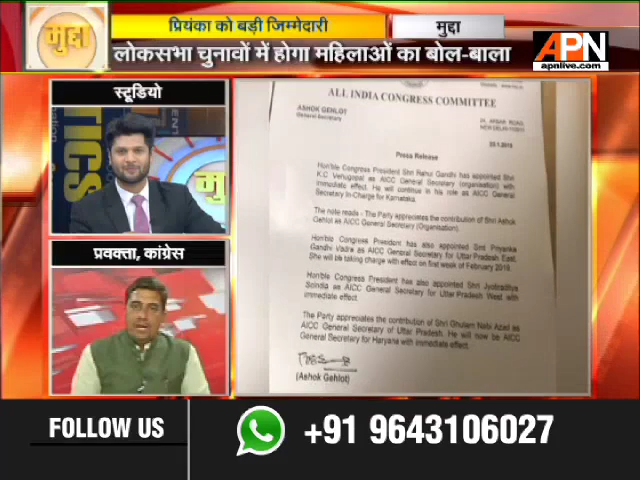 मुद्दा
प्रियंका को बड़ी जिम्मेदारी
मुद्दा
लोकसभा चुनावों में होगा महिलाओं का बोल-बाला
APN
apnlive.com
स्टूडियो
प्रवक्ता, कांग्रेस
ALL INDIA CONGRESS COMMITTEE
ASHOK GEHLOT
General Secretary
24, AKBAR ROAD,
NEW DELHI-110011
23.1.2019
Press Release
Hon'ble Congress President Shri Rahul Gandhi has appointed Shri
K.C. Venugopal as AICC General Secretary (organisation) with
immediate effect. He will continue in his role as AICC General
Secretary In-Charge for Karnataka.
The note reads - The Party appreciates the contribution of Shri Ashok
Gehlot as AICC General Secretary (Organisation).
Hon'ble Congress President has also appointed Smt Priyanka
Gandhi Vadra as AICC General Secretary for Uttar Pradesh East.
She will be taking charge with effect on first week of February 2019.
Hon'ble Congress President has also appointed Shri Jyotiraditya
Scindia as AICC General Secretary for Uttar Pradesh West with
immediate effect.
The Party appreciates the contribution of Shri Ghulam Nabi Azad as
AICC General Secretary of Uttar Pradesh. He will now be AICC
General Secretary for Haryana with immediate effect.
(Ashok Gehlot)
FOLLOW US
+91 9643106027